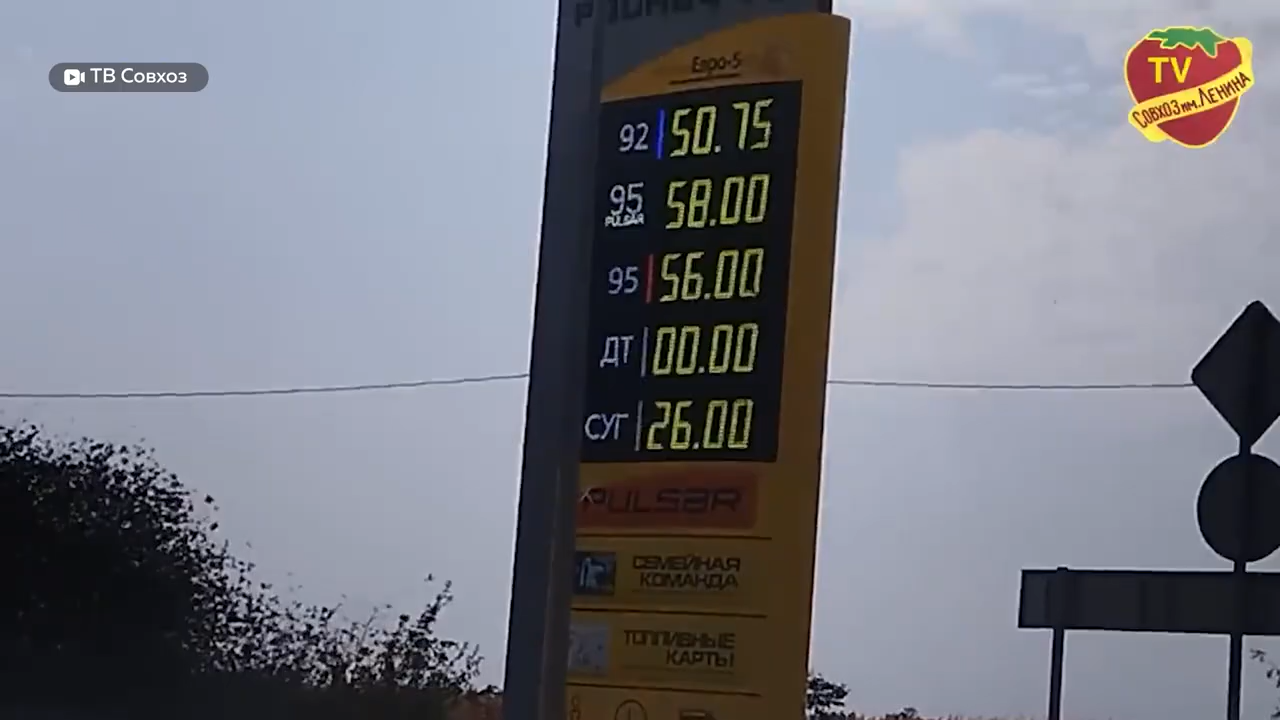 ТВ Совхоз
TV
СОВХОЗ им. ЛЕНИНА
Евро-5
92 50.75
95 58.00
PULSAR
95 56.00
ДТ 00.00
СУГ 26.00
PULSAR
СЕМЕЙНАЯ
КОМАНДА
ТОПЛИВНЫЕ
КАРТЫ